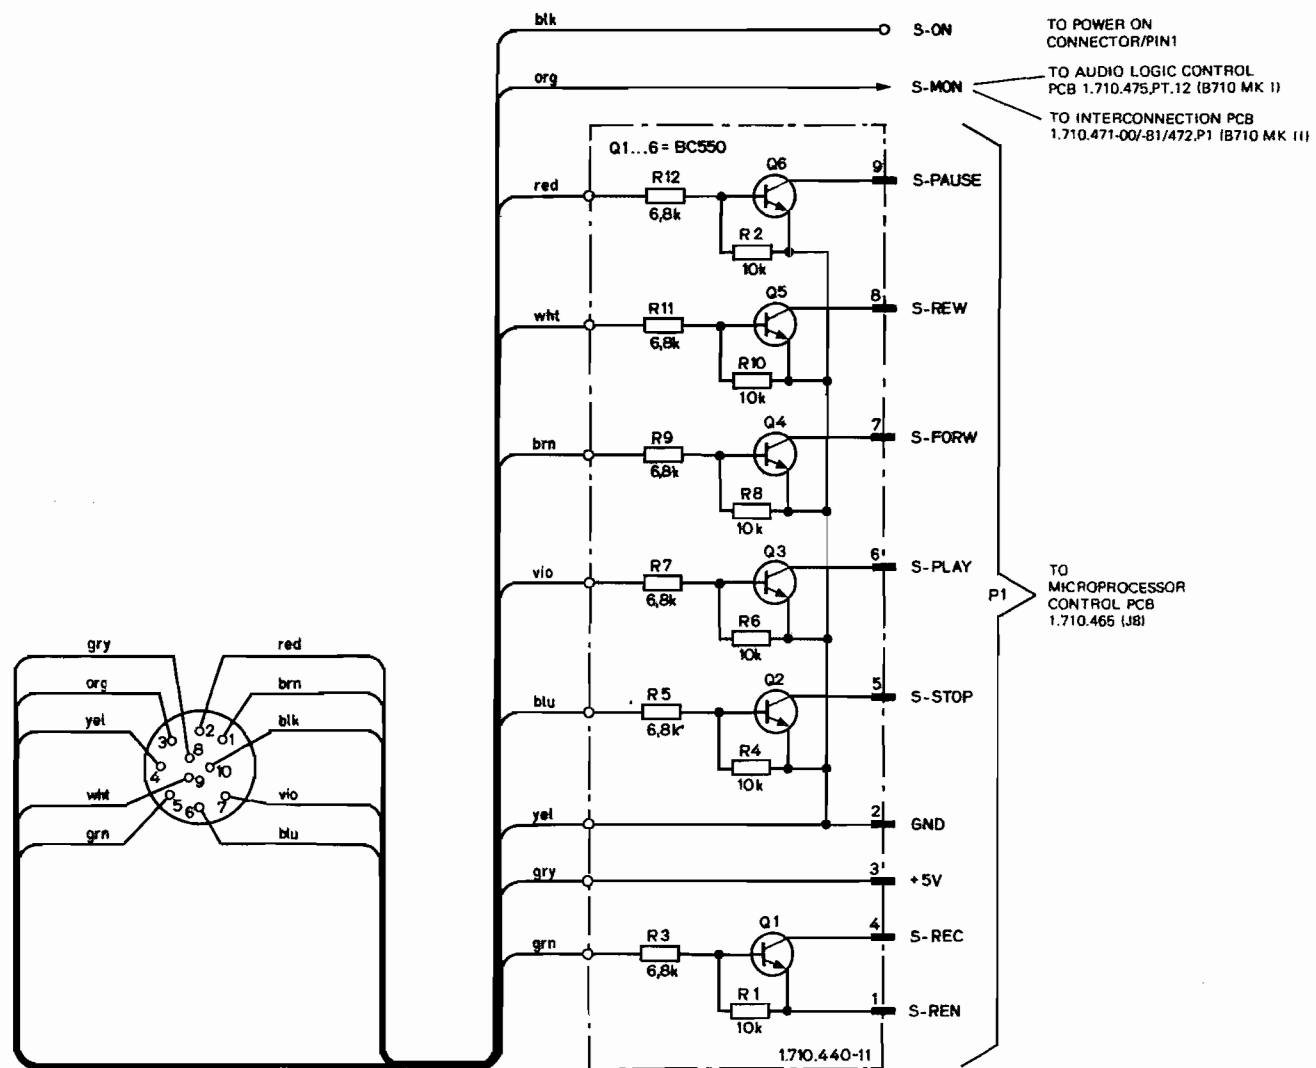 blk
S-ON
TO POWER ON
CONNECTOR/PIN1
org
S-MON
TO AUDIO LOGIC CONTROL
PCB 1.710.475,PT.12 (B710 MK I)
TO INTERCONNECTION PCB
1.710.471-00/-81/472,P1 (B710 MK II)
Q1...6 = BC550
red
R12
6,8k
Q6
R2
10k
9
S-PAUSE
wht
R11
6,8k
Q5
R10
10k
8
S-REW
brn
R9
6,8k
Q4
R8
10k
7
S-FORW
vio
R7
6,8k
Q3
R6
10k
6
S-PLAY
P1
TO
MICROPROCESSOR
CONTROL PCB
1.710.465 (J8)
blu
R5
6,8k
Q2
R4
10k
5
S-STOP
yel
2
GND
gry
3
+5V
grn
R3
6,8k
Q1
R1
10k
4
S-REC
1
S-REN
1.710.440-11
gry
red
org
brn
yel
blk
wht
vio
grn
blu
3
2
1
8
4
10
9
5
6
7